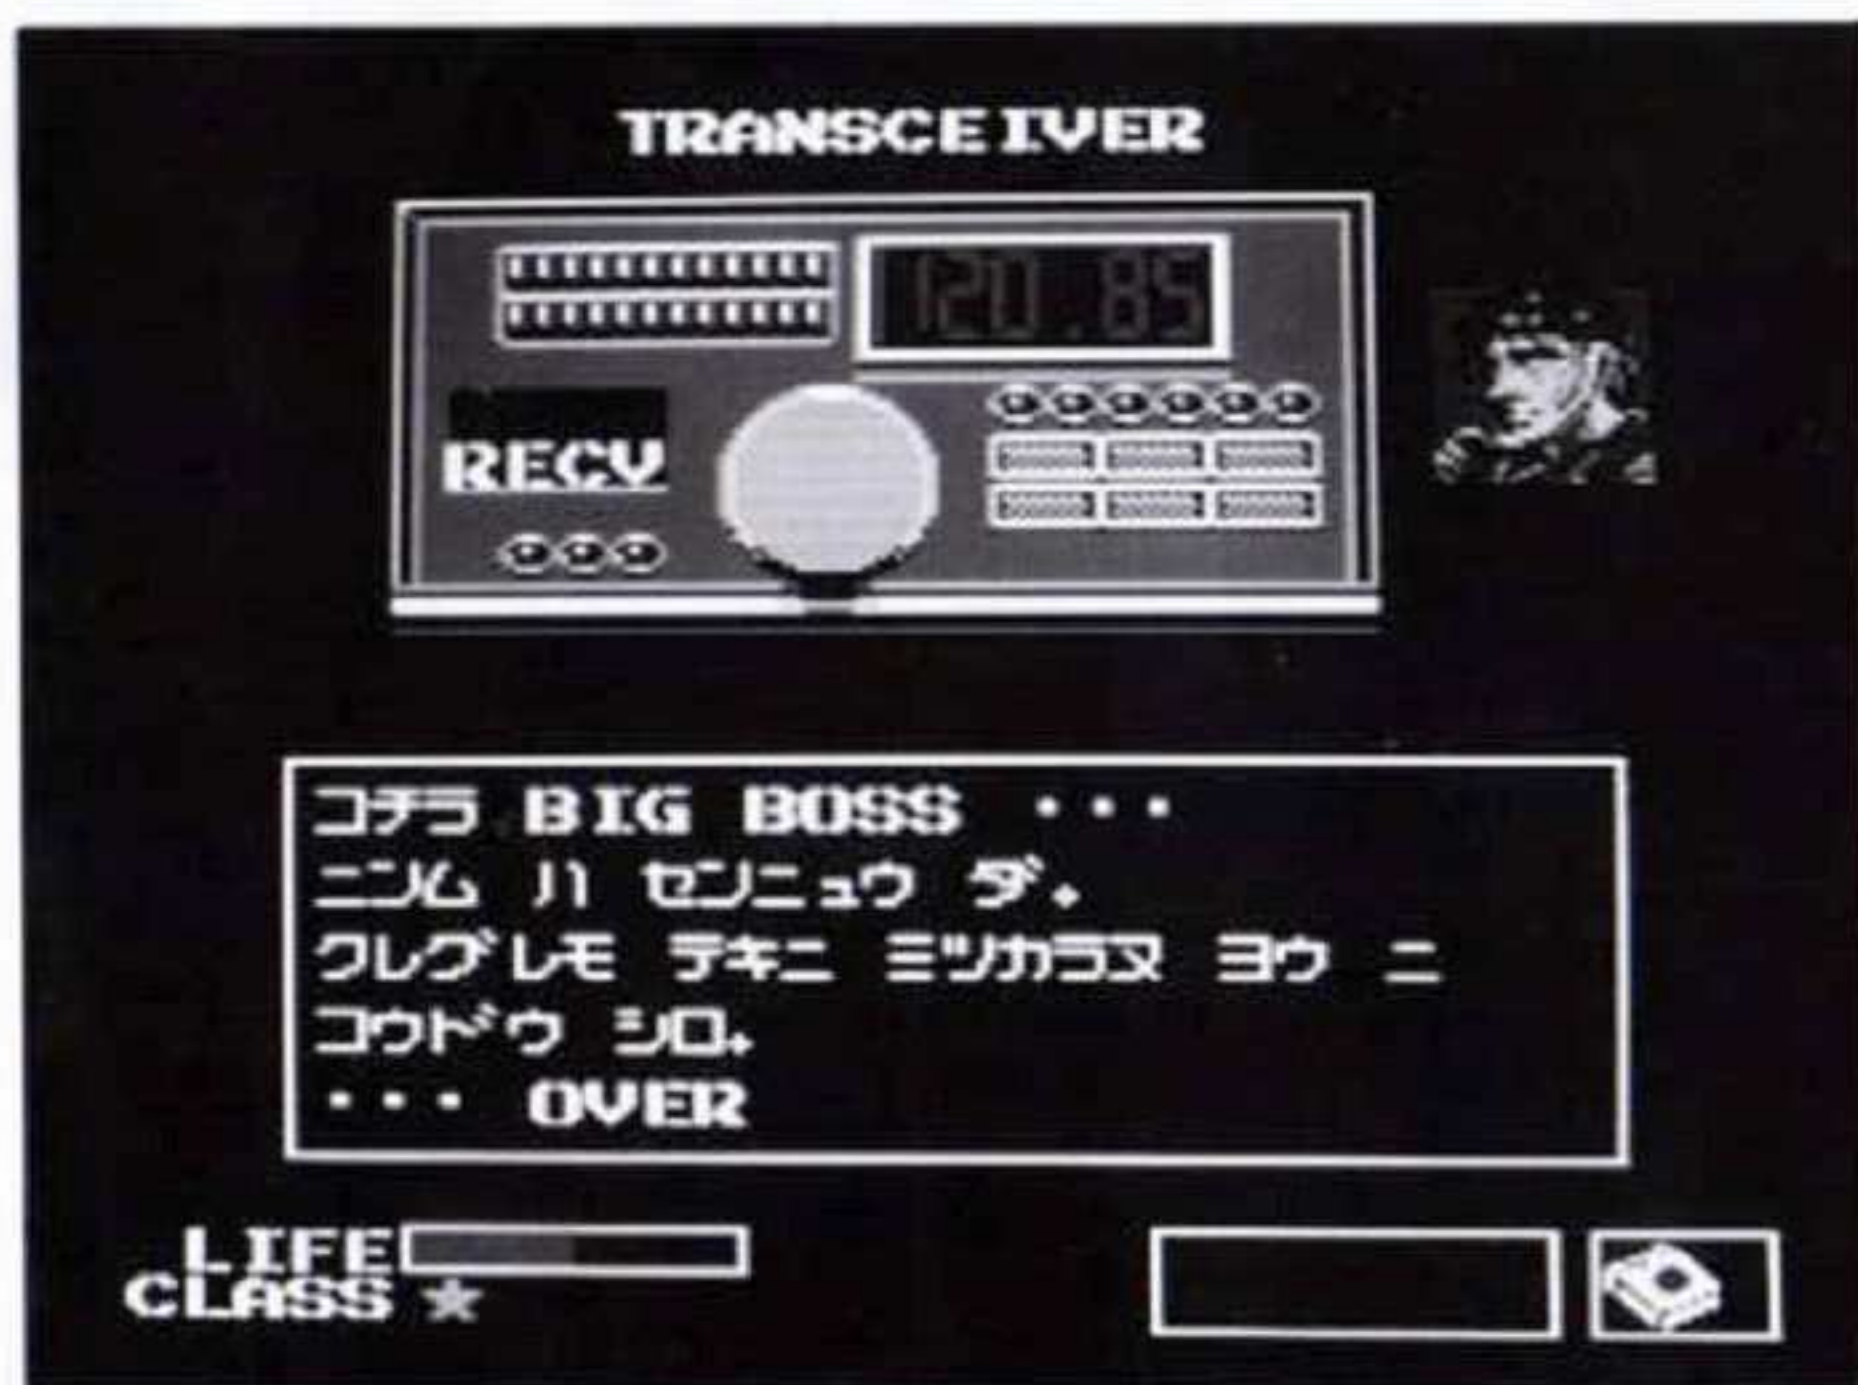 TRANSCEIVER
120.85
RECV
コチラ BIG BOSS ・・・
ニンム ハ センニュウ ダ。
クレグレモ テキニ ミツカラヌ ヨウ ニ
コウドウ シロ。
・・・ OVER
LIFE
CLASS ★